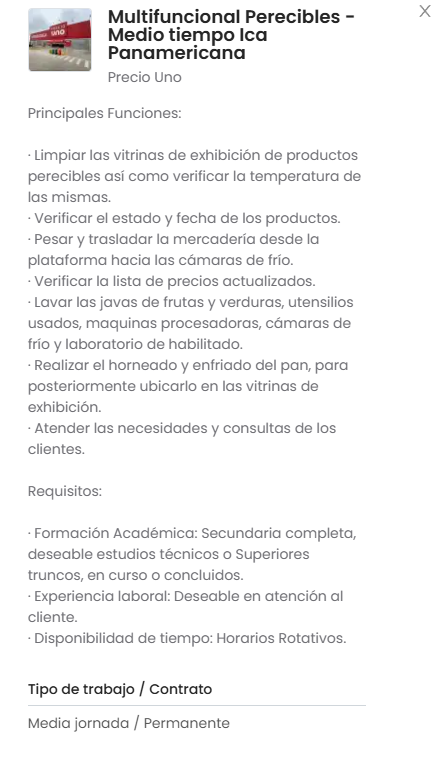 uno
Multifuncional Perecibles -
Medio tiempo Ica
Panamericana
X
Precio Uno
Principales Funciones:
· Limpiar las vitrinas de exhibición de productos
perecibles así como verificar la temperatura de
las mismas.
· Verificar el estado y fecha de los productos.
· Pesar y trasladar la mercadería desde la
plataforma hacia las cámaras de frío.
· Verificar la lista de precios actualizados.
· Lavar las javas de frutas y verduras, utensilios
usados, maquinas procesadoras, cámaras de
frío y laboratorio de habilitado.
· Realizar el horneado y enfriado del pan, para
posteriormente ubicarlo en las vitrinas de
exhibición.
· Atender las necesidades y consultas de los
clientes.
Requisitos:
· Formación Académica: Secundaria completa,
deseable estudios técnicos o Superiores
truncos, en curso o concluidos.
· Experiencia laboral: Deseable en atención al
cliente.
· Disponibilidad de tiempo: Horarios Rotativos.
Tipo de trabajo / Contrato
Media jornada / Permanente